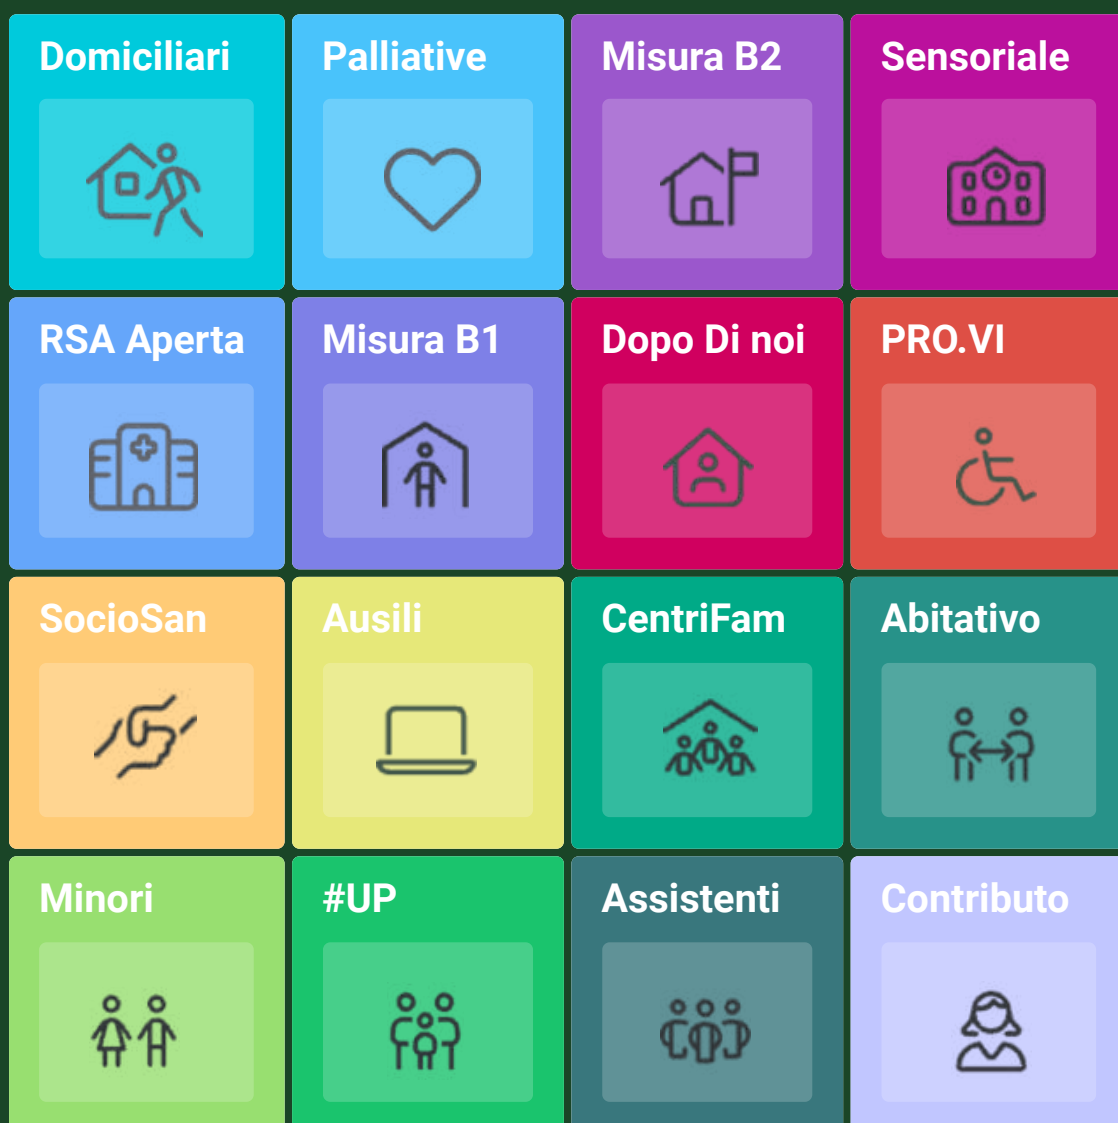 Domiciliari
Palliative
Misura B2
Sensoriale
RSA Aperta
Misura B1
Dopo Di noi
PRO.VI
SocioSan
Ausili
CentriFam
Abitativo
Minori
#UP
Assistenti
Contributo